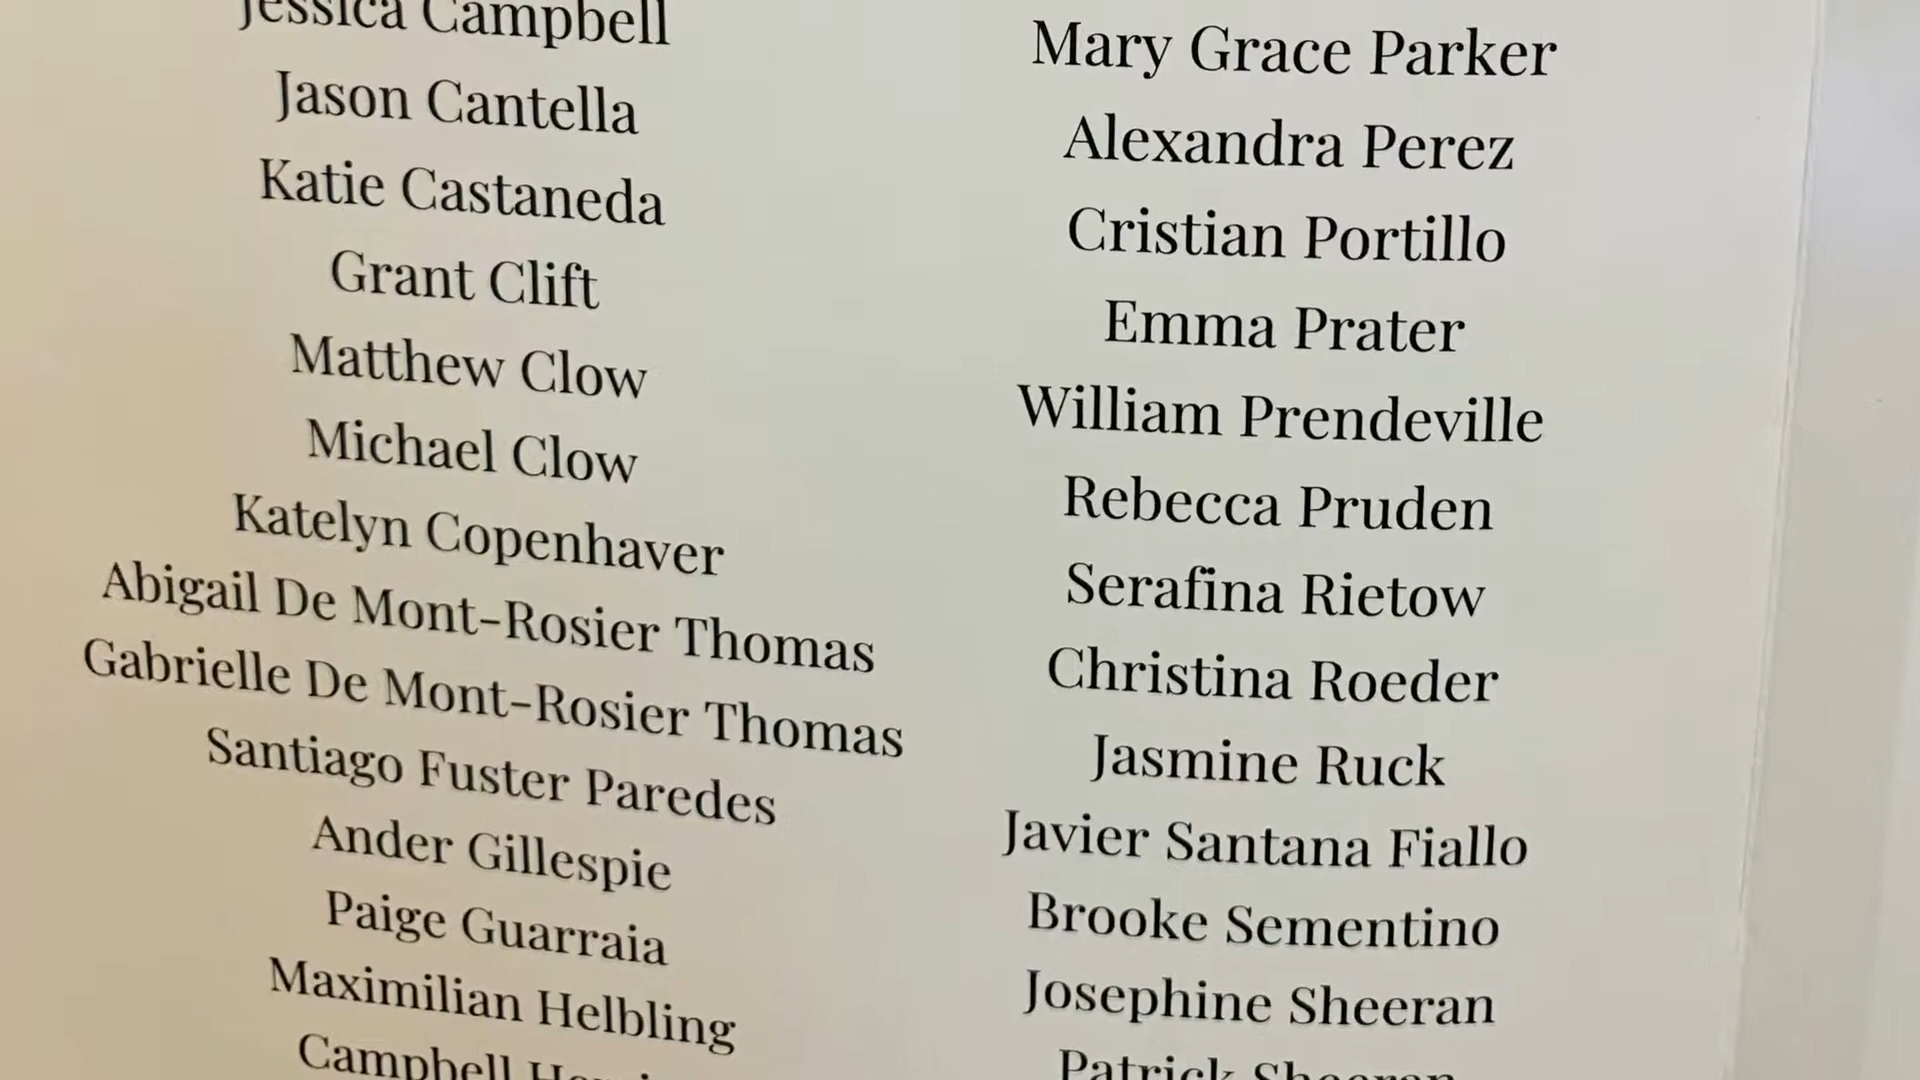 Jessica Campbell
Jason Cantella
Katie Castaneda
Grant Clift
Matthew Clow
Michael Clow
Katelyn Copenhaver
Abigail De Mont-Rosier Thomas
Gabrielle De Mont-Rosier Thomas
Santiago Fuster Paredes
Ander Gillespie
Paige Guarraia
Maximilian Helbling
Campbell
Mary Grace Parker
Alexandra Perez
Cristian Portillo
Emma Prater
William Prendeville
Rebecca Pruden
Serafina Rietow
Christina Roeder
Jasmine Ruck
Javier Santana Fiallo
Brooke Sementino
Josephine Sheeran
Patrick Sheeran